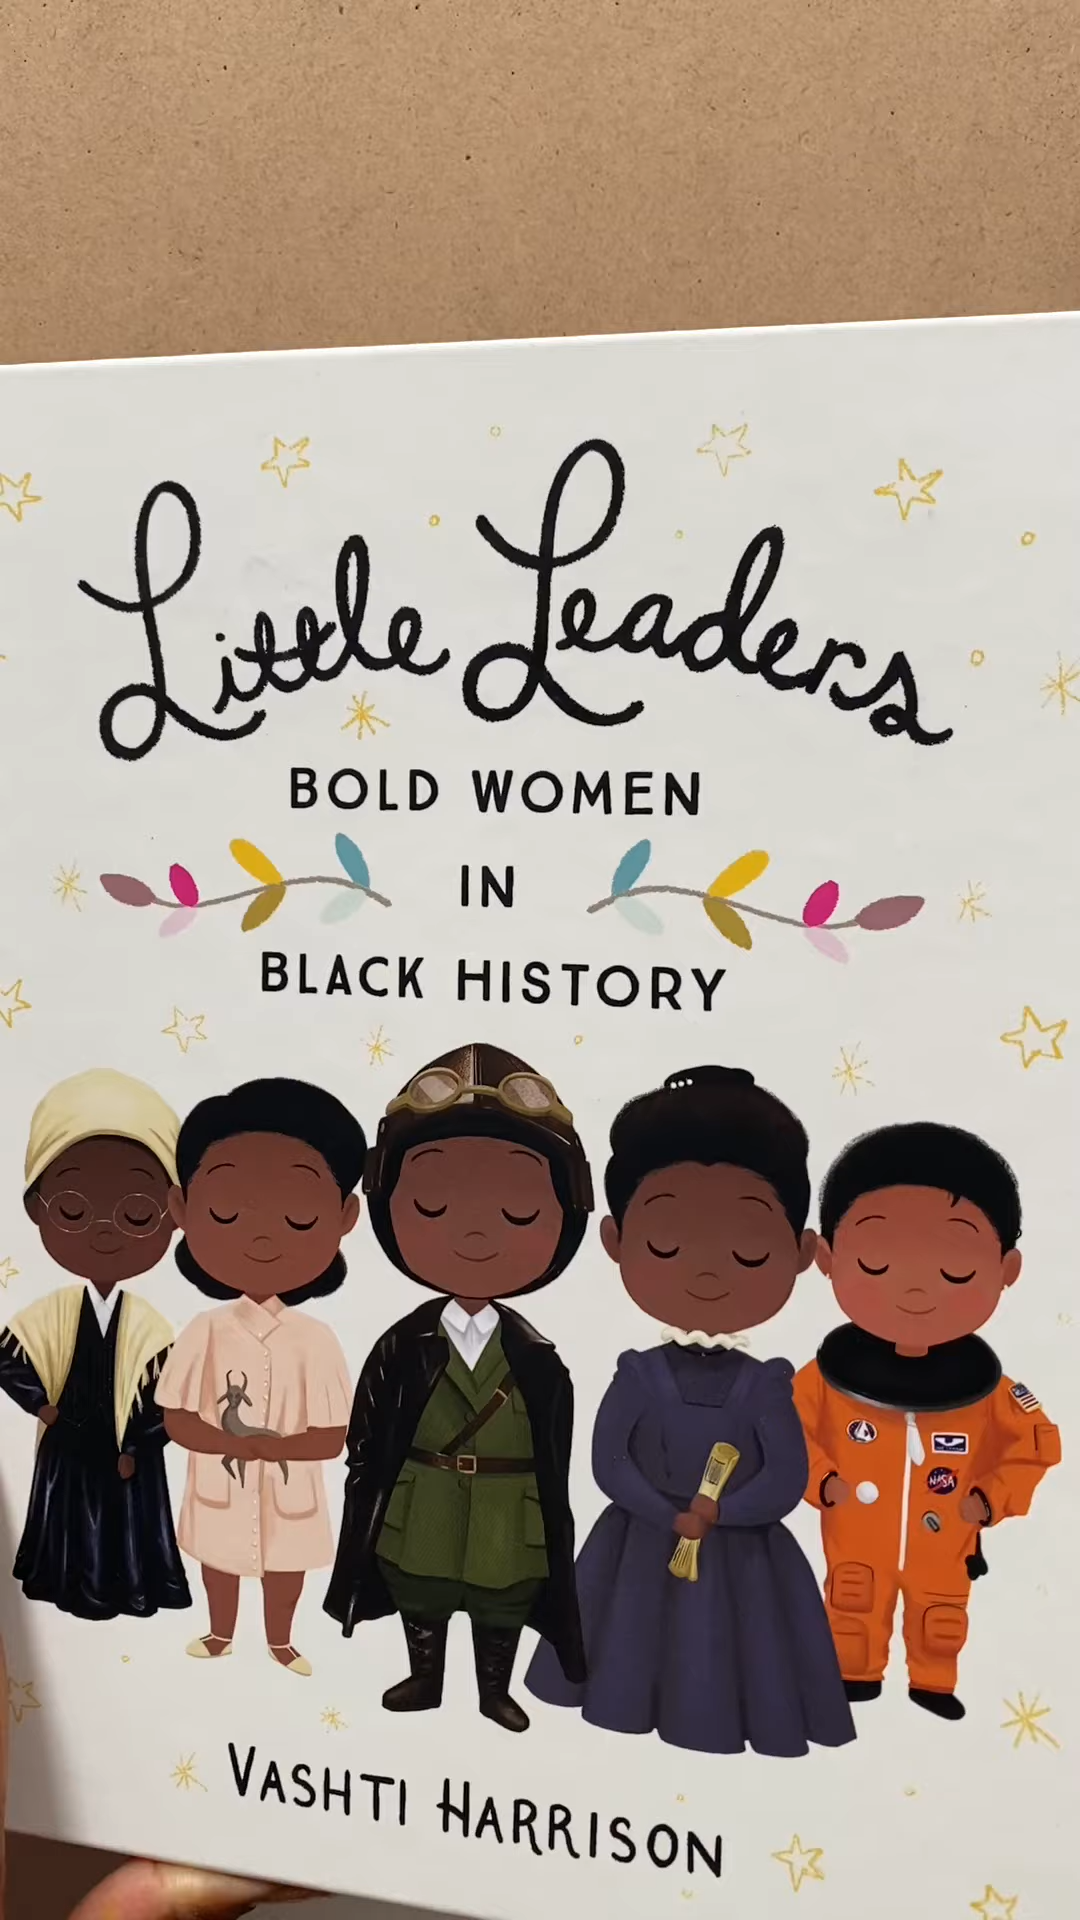 Little Leaders
BOLD WOMEN
IN
BLACK HISTORY
NASA
VASHTI HARRISON